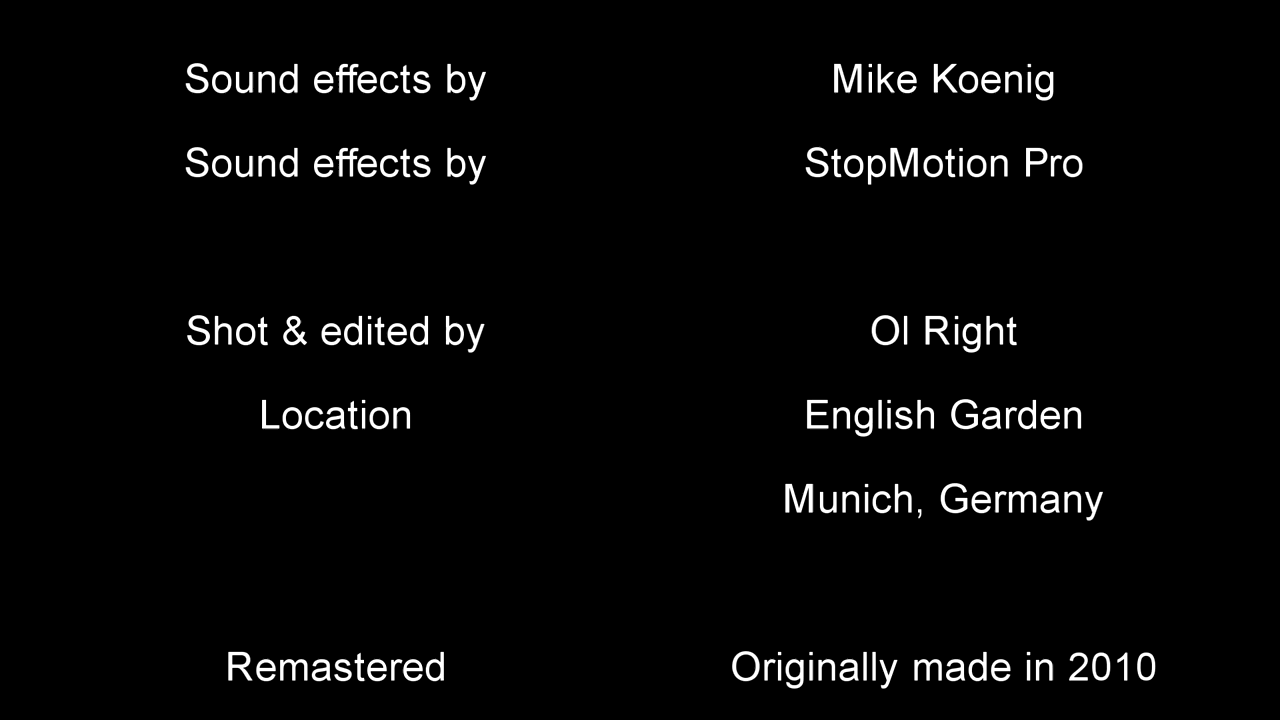 Sound effects by Mike Koenig
Sound effects by StopMotion Pro
Shot & edited by Ol Right
Location English Garden
Munich, Germany
Remastered Originally made in 2010